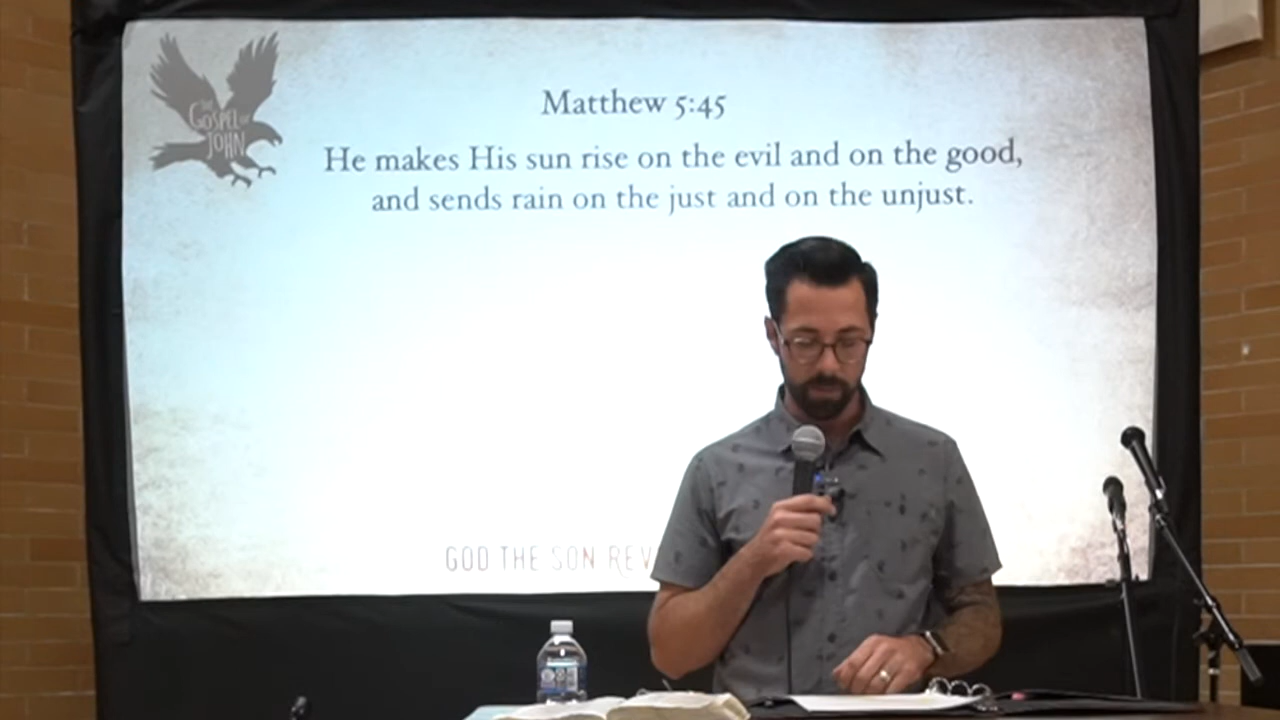 THE
GOSPEL OF
JOHN
Matthew 5:45
He makes His sun rise on the evil and on the good,
and sends rain on the just and on the unjust.
GOD THE SON REV